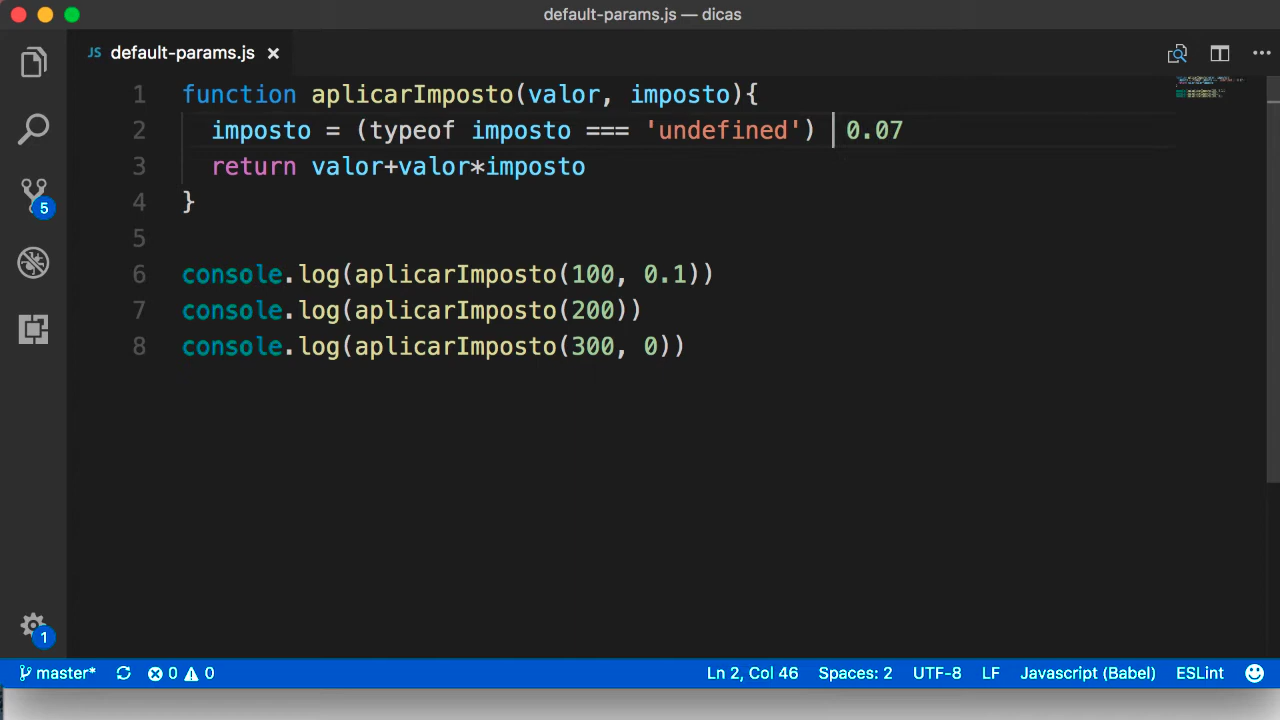 default-params.js — dicas
JS default-params.js ×
1 function aplicarImposto(valor, imposto){
2 imposto = (typeof imposto === 'undefined') 0.07
3 return valor+valor*imposto
4 }
5
6 console.log(aplicarImposto(100, 0.1))
7 console.log(aplicarImposto(200))
8 console.log(aplicarImposto(300, 0))
5
1
master* 0 0 Ln 2, Col 46 Spaces: 2 UTF-8 LF Javascript (Babel) ESLint